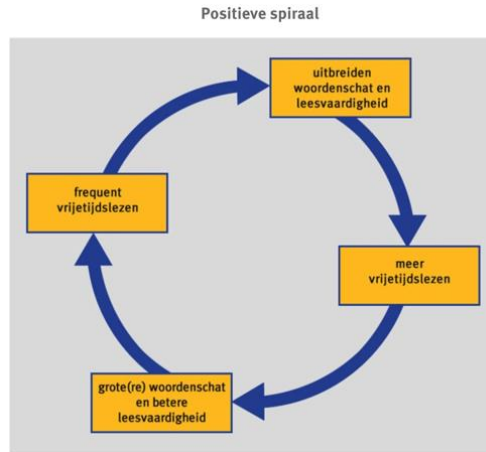 Positieve spiraal
uitbreiden
woordenschat en
leesvaardigheid
meer
vrijetijdslezen
grote(re) woordenschat
en betere
leesvaardigheid
frequent
vrijetijdslezen